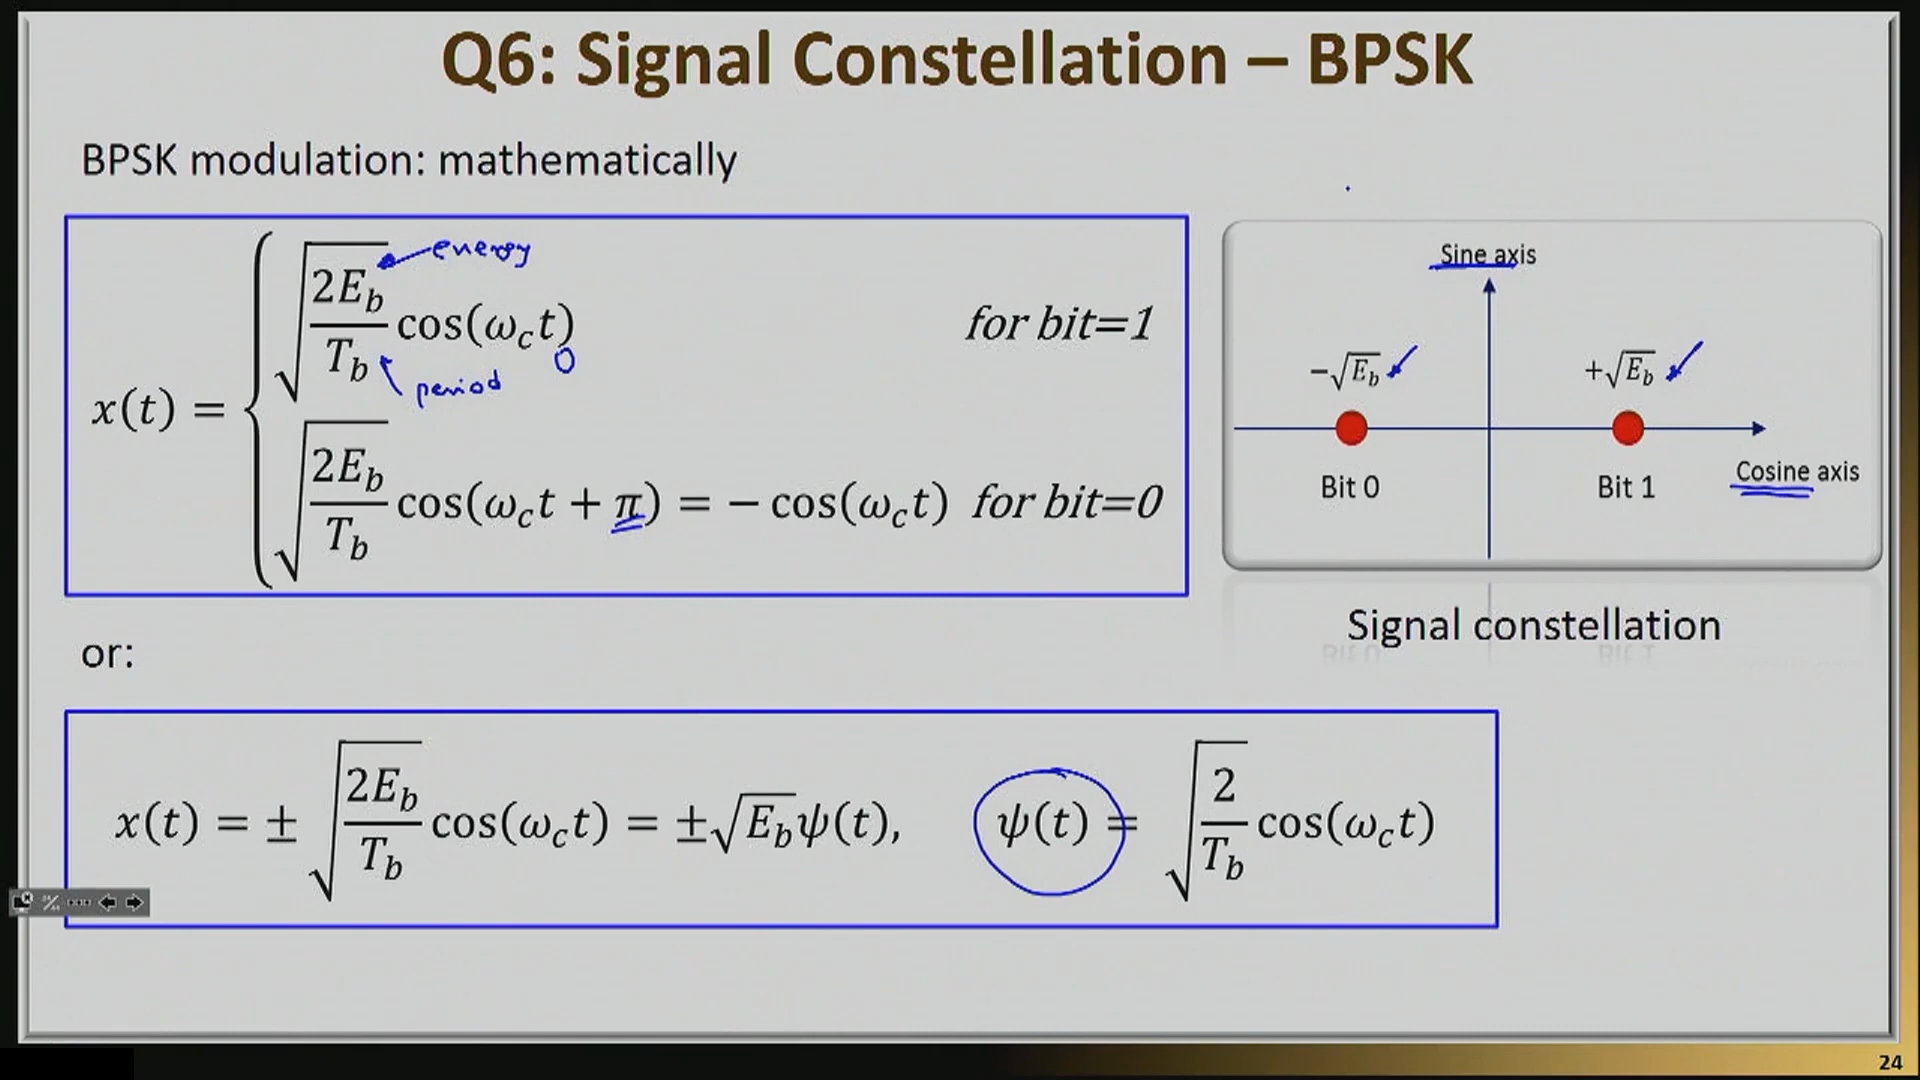 Q6: Signal Constellation – BPSK
BPSK modulation: mathematically
x(t) = { √(2E_b/T_b) cos(ω_c t) for bit=1
energy
period
0
√(2E_b/T_b) cos(ω_c t + π) = − cos(ω_c t) for bit=0
Sine axis
−√E_b +√E_b
Bit 0 Bit 1
Cosine axis
Signal constellation
or:
x(t) = ± √(2E_b/T_b) cos(ω_c t) = ±√E_b ψ(t), ψ(t) = √(2/T_b) cos(ω_c t)
24